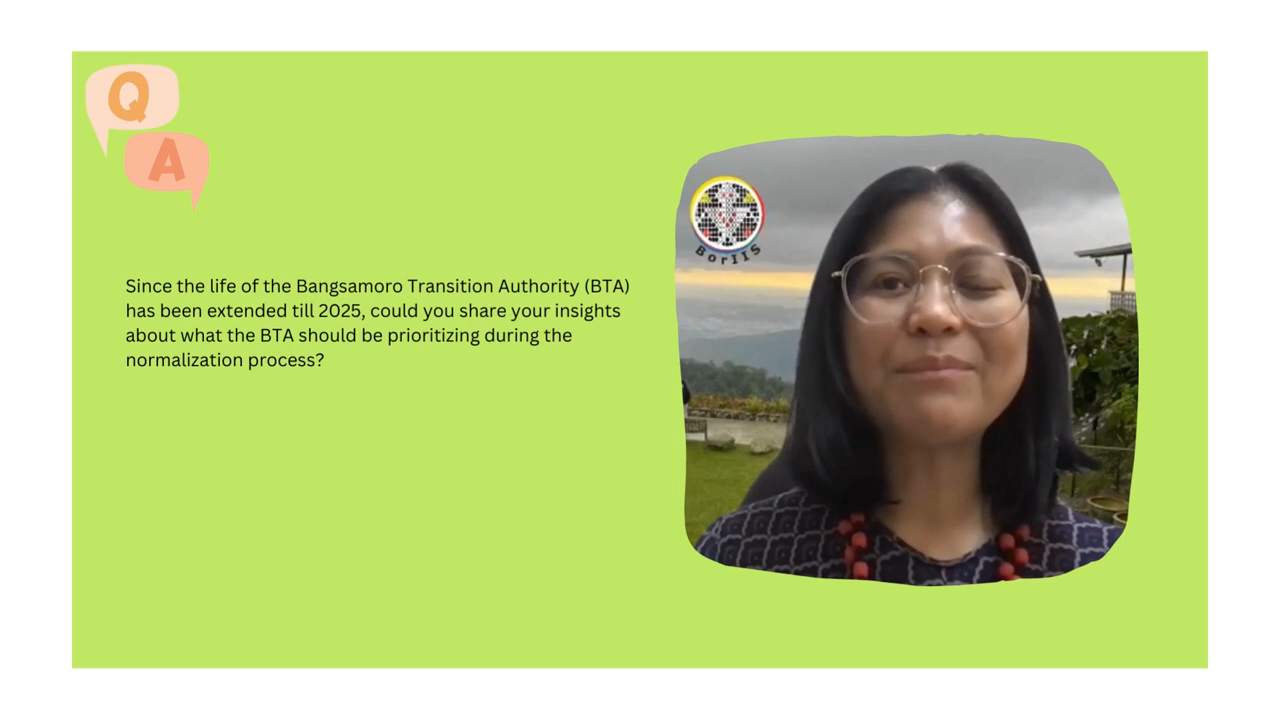 Q
A
Since the life of the Bangsamoro Transition Authority (BTA)
has been extended till 2025, could you share your insights
about what the BTA should be prioritizing during the
normalization process?
BorIIS